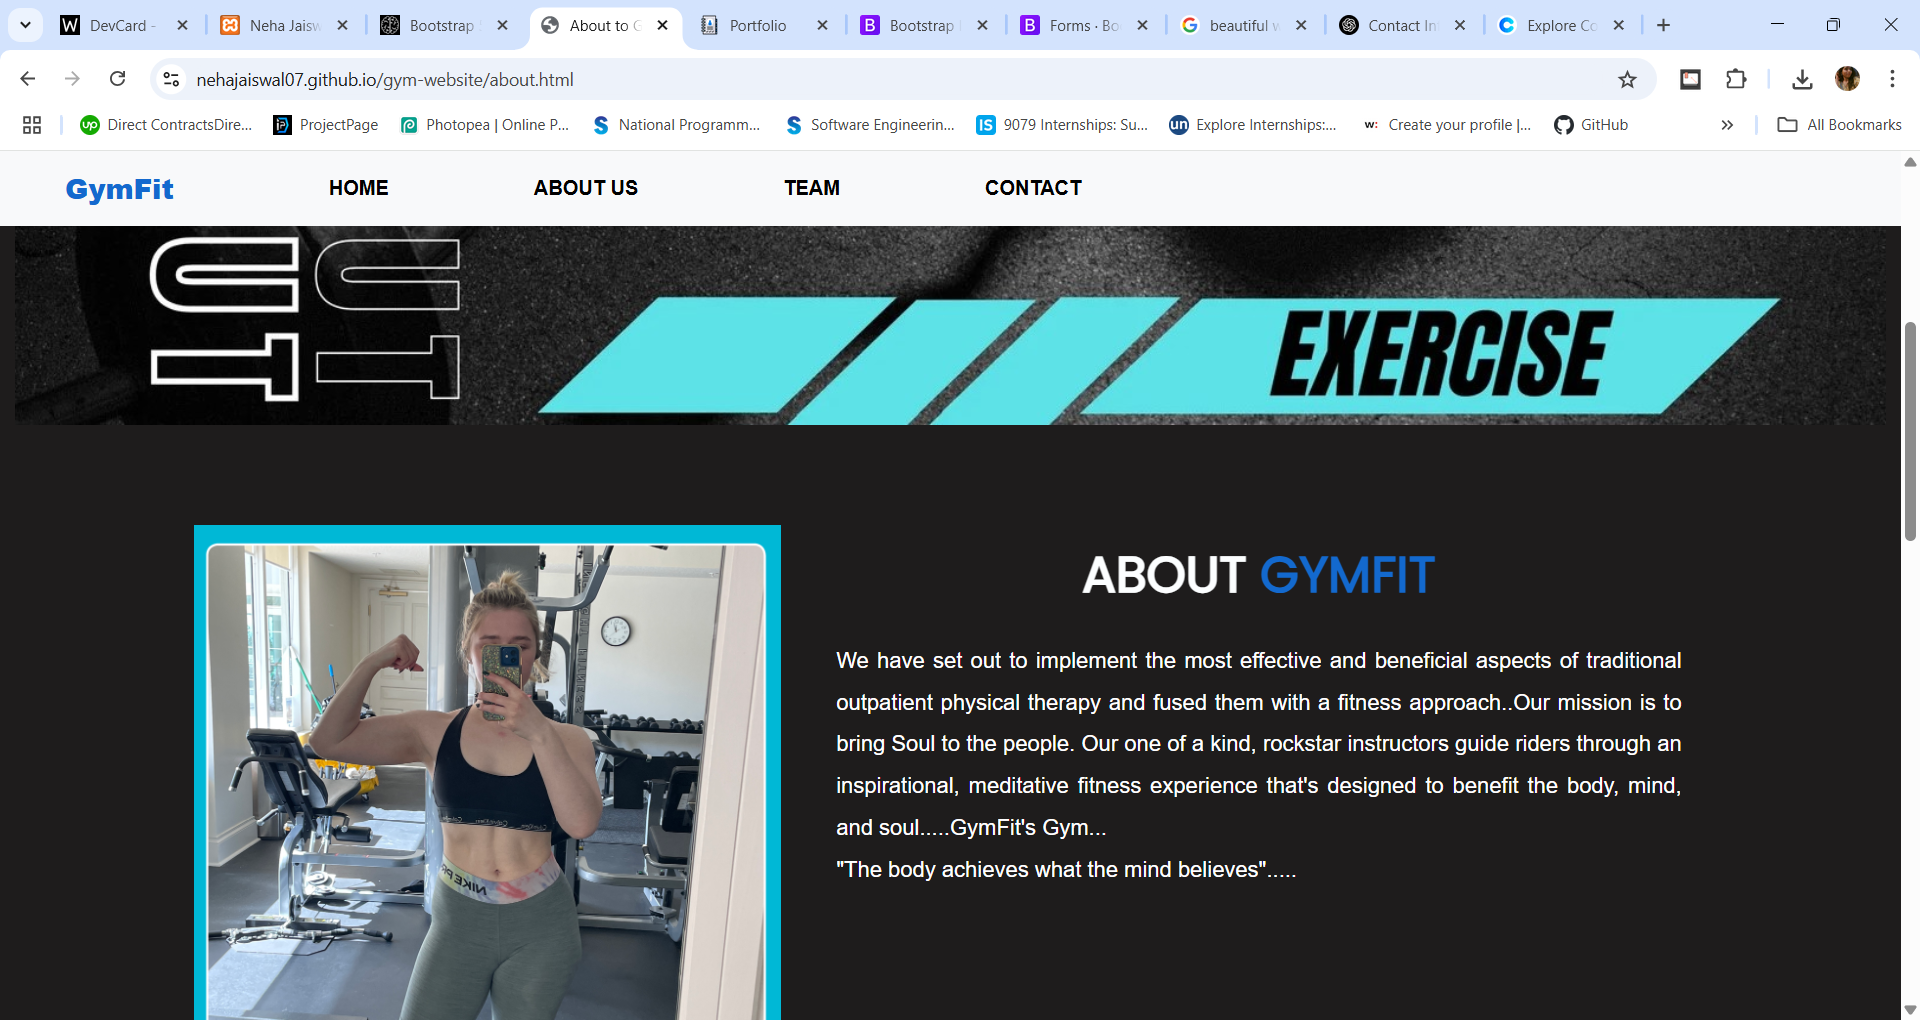 DevCard -
Neha Jaisw
Bootstrap 5
About to G
Portfolio
Bootstrap
Forms · Bo
beautiful w
Contact In
Explore Co
nehajaiswal07.github.io/gym-website/about.html
Direct ContractsDire...
ProjectPage
Photopea | Online P...
National Programm...
Software Engineerin...
9079 Internships: Su...
Explore Internships:...
Create your profile |...
GitHub
All Bookmarks
GymFit
HOME
ABOUT US
TEAM
CONTACT
EXERCISE
ABOUT GYMFIT
We have set out to implement the most effective and beneficial aspects of traditional
outpatient physical therapy and fused them with a fitness approach..Our mission is to
bring Soul to the people. Our one of a kind, rockstar instructors guide riders through an
inspirational, meditative fitness experience that's designed to benefit the body, mind,
and soul.....GymFit's Gym...
"The body achieves what the mind believes".....